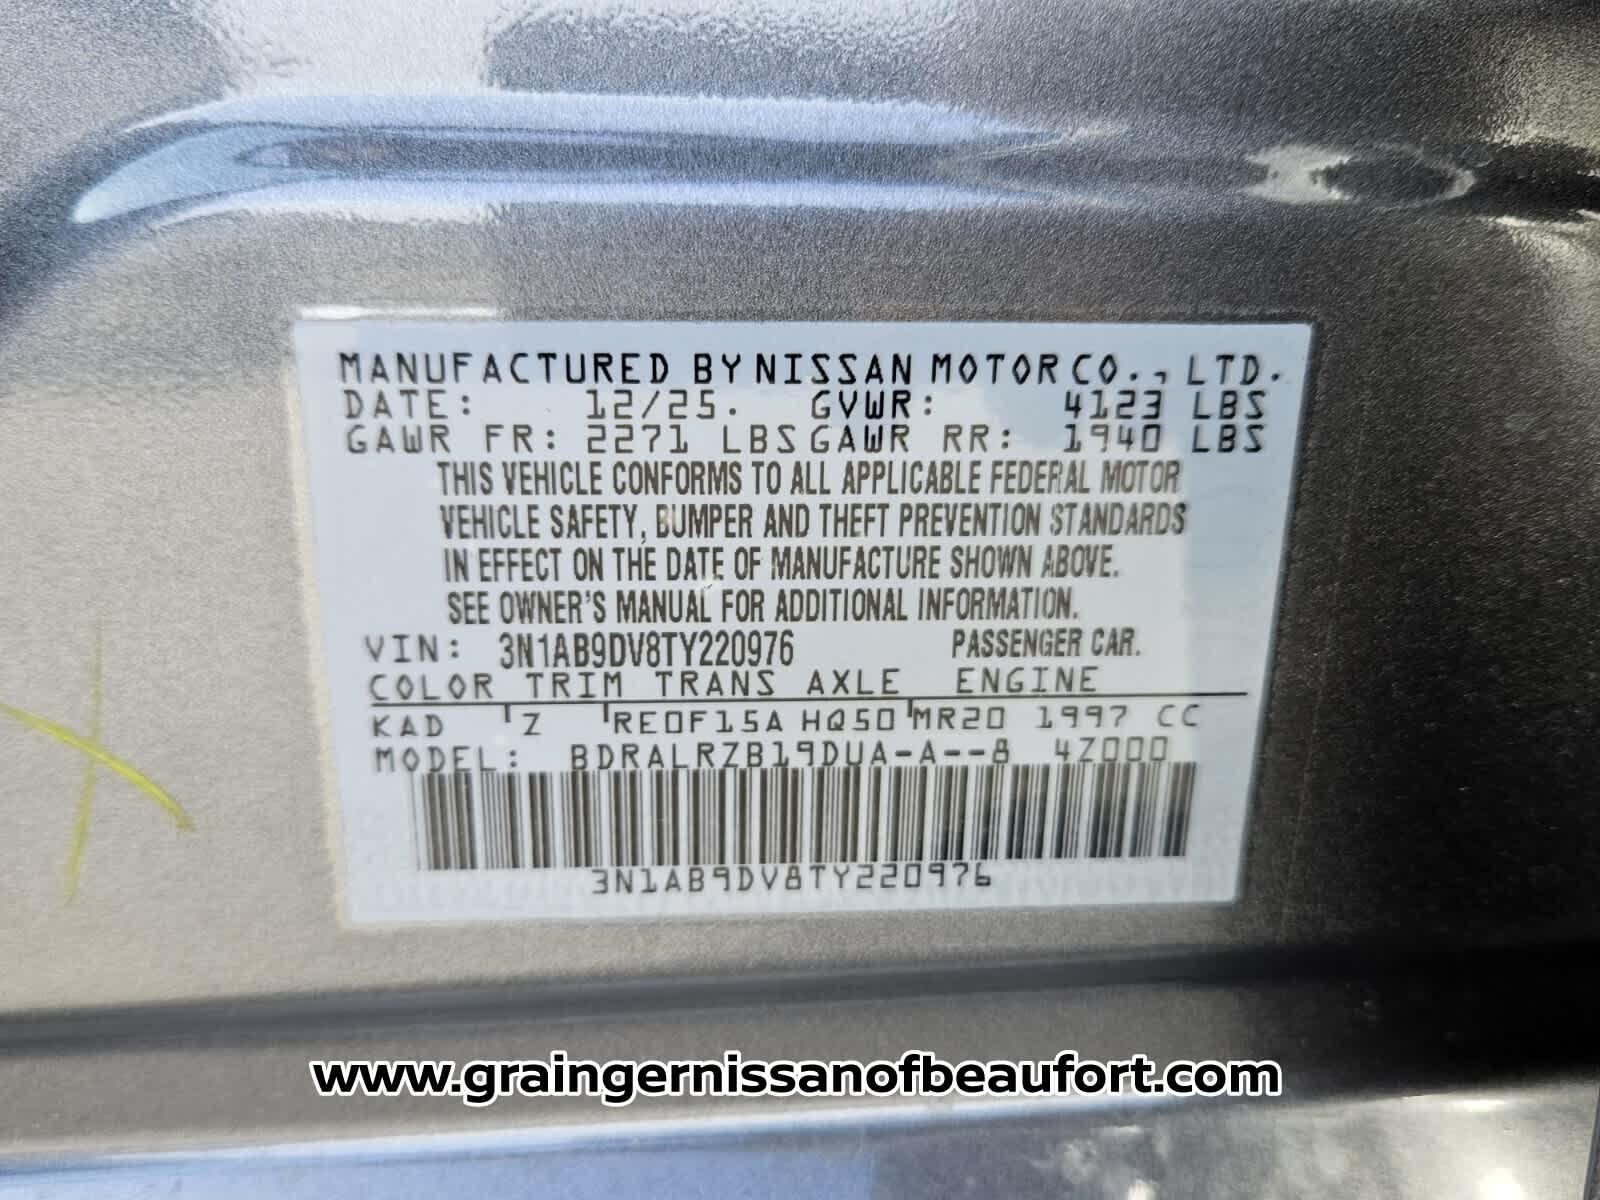 MANUFACTURED BY NISSAN MOTOR CO., LTD.
DATE: 12/25. GVWR: 4123 LBS
GAWR FR: 2271 LBS GAWR RR: 1940 LBS
THIS VEHICLE CONFORMS TO ALL APPLICABLE FEDERAL MOTOR
VEHICLE SAFETY, BUMPER AND THEFT PREVENTION STANDARDS
IN EFFECT ON THE DATE OF MANUFACTURE SHOWN ABOVE.
SEE OWNER'S MANUAL FOR ADDITIONAL INFORMATION.
VIN: 3N1AB9DV8TY220976 PASSENGER CAR.
COLOR TRIM TRANS AXLE ENGINE
KAD Z RE0F15A HQ50 MR20 1997 CC
MODEL: BDRALRZB19DUA-A--8 4Z000
3N1AB9DV8TY220976
www.graingernissanofbeaufort.com